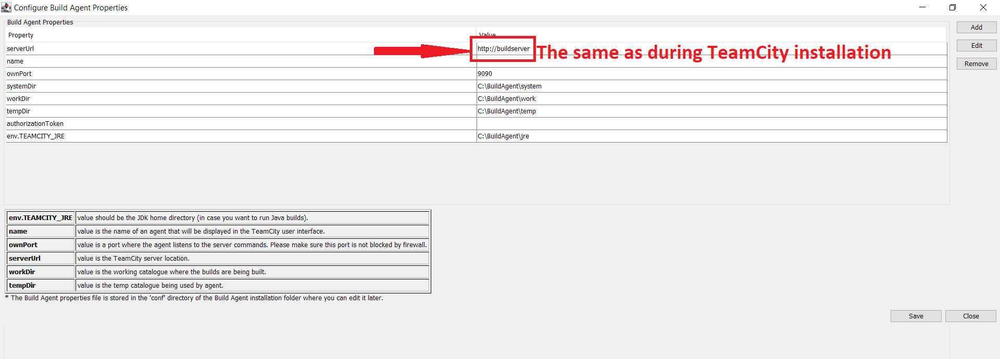 Configure Build Agent Properties
Build Agent Properties
Add
Property Value
Edit
serverUrl http://buildserver The same as during TeamCity installation
name
Remove
ownPort 9090
systemDir C:\BuildAgent\system
workDir C:\BuildAgent\work
tempDir C:\BuildAgent\temp
authorizationToken
env.TEAMCITY_JRE C:\BuildAgent\jre
env.TEAMCITY_JRE value should be the JDK home directory (in case you want to run Java builds).
name value is the name of an agent that will be displayed in the TeamCity user interface.
ownPort value is a port where the agent listens to the server commands. Please make sure this port is not blocked by firewall.
serverUrl value is the TeamCity server location.
workDir value is the working catalogue where the builds are being built.
tempDir value is the temp catalogue being used by agent.
* The Build Agent properties file is stored in the 'conf' directory of the Build Agent installation folder where you can edit it later.
Save Close